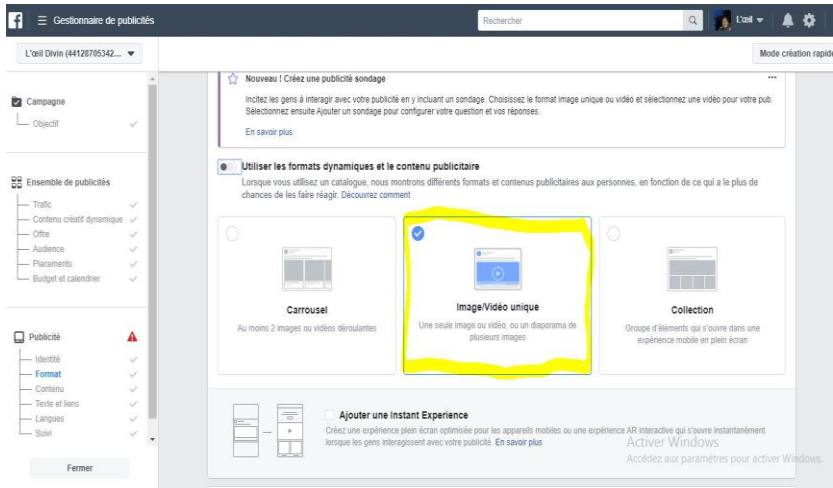 f
Gestionnaire de publicités
Rechercher
L'œil
L'œil Divin (44128705342...
Mode création rapide
Campagne
Objectif
Ensemble de publicités
Trafic
Contenu créatif dynamique
Offre
Audience
Placements
Budget et calendrier
Publicité
Identité
Format
Contenu
Texte et liens
Langues
Suivi
Fermer
Nouveau ! Créez une publicité sondage
Incitez les gens à interagir avec votre publicité en y incluant un sondage. Choisissez le format image unique ou vidéo et sélectionnez une vidéo pour votre pub.
Sélectionnez ensuite Ajouter un sondage pour configurer votre question et vos réponses.
En savoir plus
Utiliser les formats dynamiques et le contenu publicitaire
Lorsque vous utilisez un catalogue, nous montrons différents formats et contenus publicitaires aux personnes, en fonction de ce qui a le plus de
chances de les faire réagir. Découvrez comment
Carrousel
Au moins 2 images ou vidéos déroulantes
Image/Vidéo unique
Une seule image ou vidéo, ou un diaporama de
plusieurs images
Collection
Groupe d'éléments qui s'ouvre dans une
expérience mobile en plein écran
Ajouter une Instant Experience
Créez une expérience plein écran optimisée pour les appareils mobiles ou une expérience AR interactive qui s'ouvre instantanément
lorsque les gens interagissent avec votre publicité. En savoir plus
Activer Windows
Accédez aux paramètres pour activer Windows.